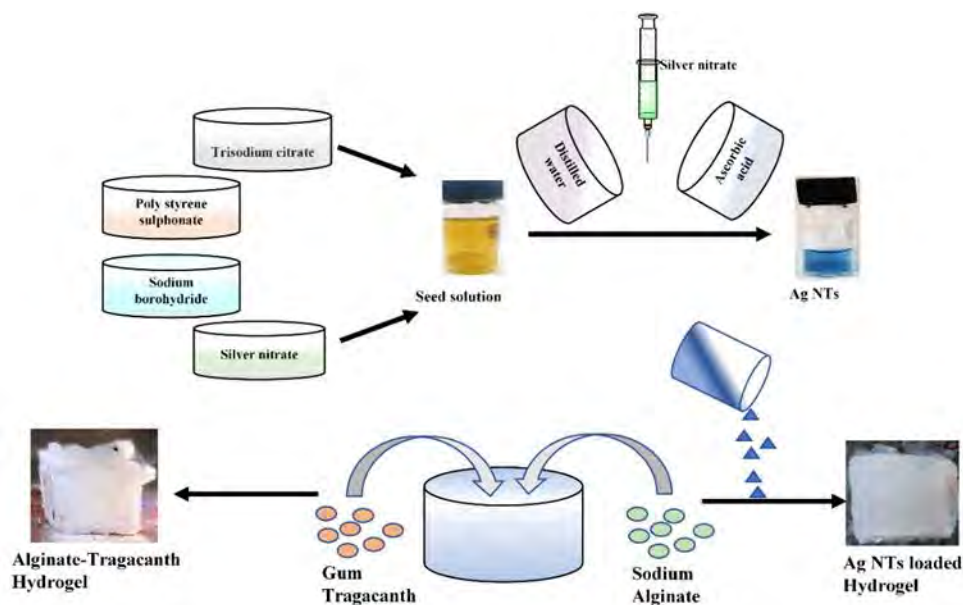 Silver nitrate
Trisodium citrate
Distilled
water
Ascorbic
acid
Poly styrene
sulphonate
Sodium
borohydride
Seed solution
Ag NTs
Silver nitrate
Alginate-Tragacanth
Hydrogel
Gum
Tragacanth
Sodium
Alginate
Ag NTs loaded
Hydrogel